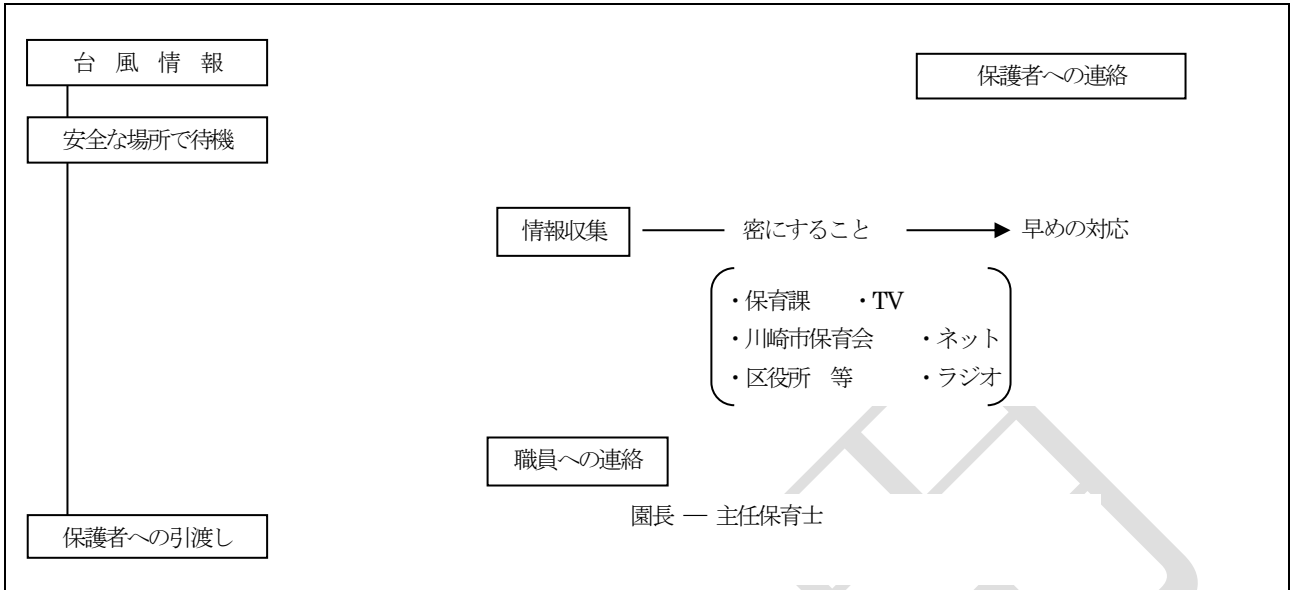 台 風 情 報
保護者への連絡
安全な場所で待機
情報収集 密にすること 早めの対応
・保育課 ・TV
・川崎市保育会 ・ネット
・区役所 等 ・ラジオ
職員への連絡
園長 ― 主任保育士
保護者への引渡し